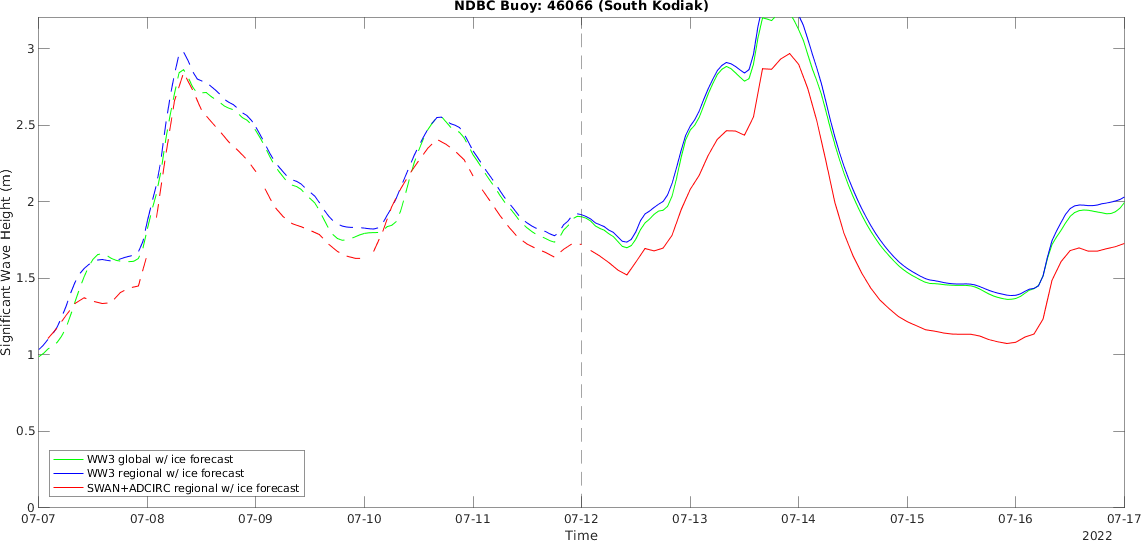 NDBC Buoy: 46066 (South Kodiak)
Significant Wave Height (m)
3
2.5
2
1.5
1
0.5
0
WW3 global w/ ice forecast
WW3 regional w/ ice forecast
SWAN+ADCIRC regional w/ ice forecast
07-07 07-08 07-09 07-10 07-11 07-12 07-13 07-14 07-15 07-16 07-17
Time
2022